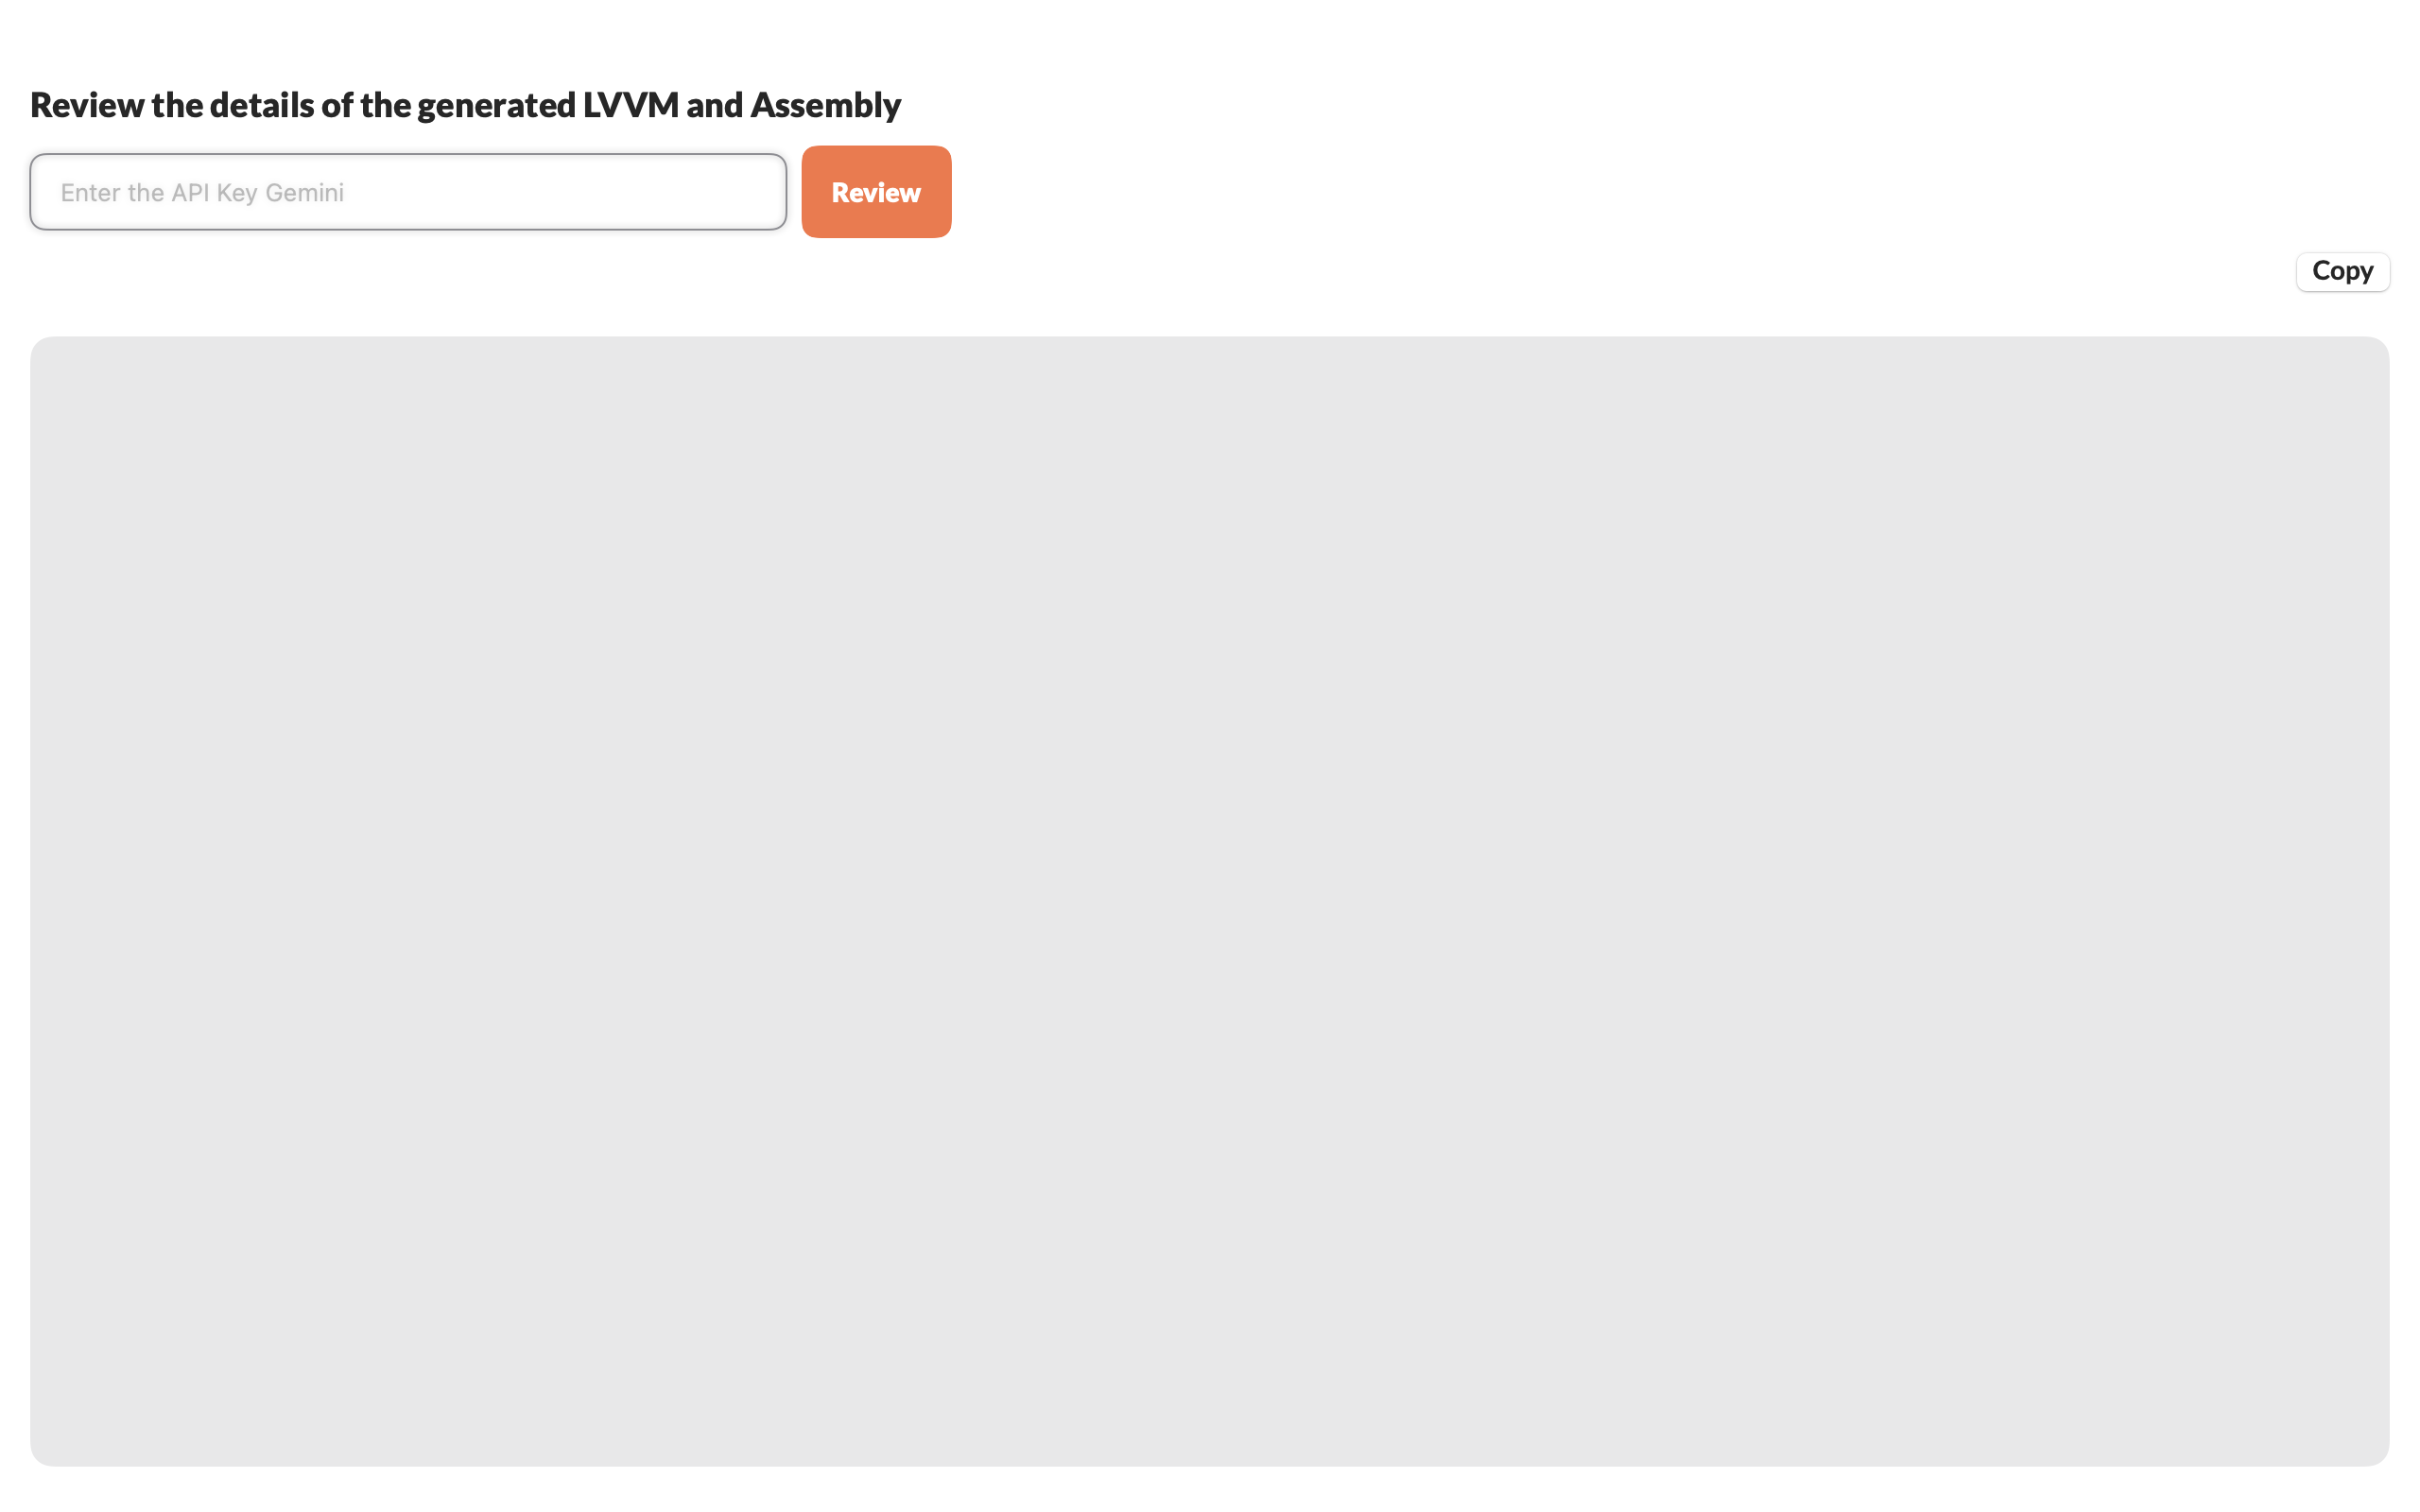 Review the details of the generated LVVM and Assembly
Enter the API Key Gemini
Review
Copy